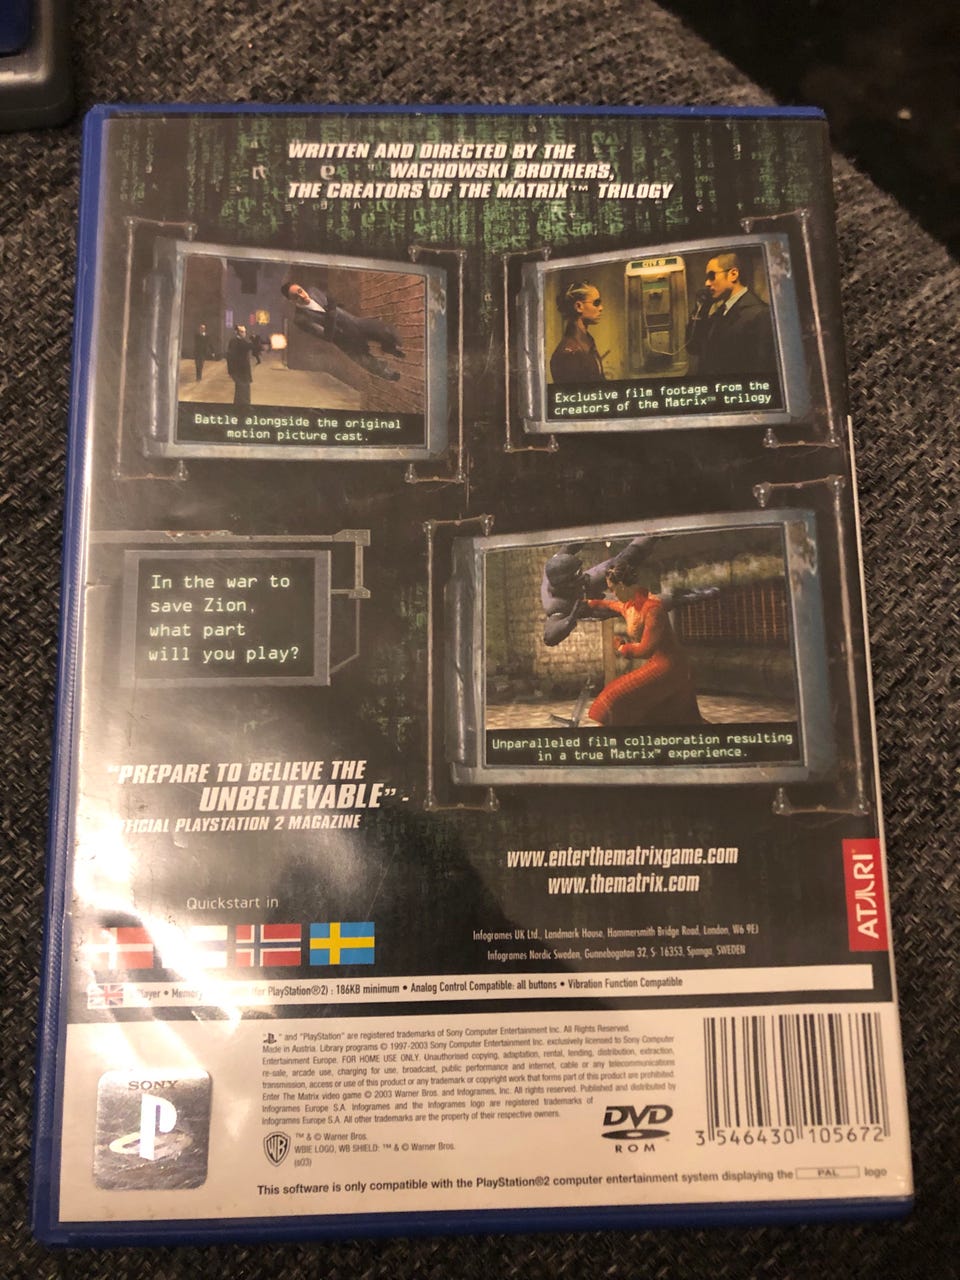 WRITTEN AND DIRECTED BY THE
WACHOWSKI BROTHERS,
THE CREATORS OF THE MATRIX™ TRILOGY
CITY
Battle alongside the original
motion picture cast.
Exclusive film footage from the
creators of the Matrix™ trilogy
In the war to
save Zion,
what part
will you play?
Unparalleled film collaboration resulting
in a true Matrix™ experience.
"PREPARE TO BELIEVE THE
UNBELIEVABLE" -
PLAYSTATION 2 MAGAZINE
www.enterthematrixgame.com
www.thematrix.com
ATARI
Quickstart in
Infogrames UK Ltd., Landmark House, Hammersmith Bridge Road, London, W6 9EJ
Infogrames Nordic Sweden, Gunnebogatan 32, S- 16353, Spanga, SWEDEN
PlayStation®2) : 186KB minimum • Analog Control Compatible: all buttons • Vibration Function Compatible
"PS" and "PlayStation" are registered trademarks of Sony Computer Entertainment Inc. All Rights Reserved.
Made in Austria. Library programs © 1997-2003 Sony Computer Entertainment Inc. exclusively licensed to Sony Computer
Entertainment Europe. FOR HOME USE ONLY. Unauthorised copying, adaptation, rental, lending, distribution, extraction,
re-sale, arcade use, charging for use, broadcast, public performance and internet, cable or any telecommunications
transmission, access or use of this product or any trademark or copyright work that forms part of this product are prohibited.
Enter The Matrix video game © 2003 Warner Bros. and Infogrames, Inc. All rights reserved. Published and distributed by
Infogrames Europe S.A. Infogrames and the Infogrames logo are registered trademarks of
Infogrames Europe S.A. All other trademarks are the property of their respective owners.
SONY
WB
™ & © Warner Bros.
WBIE LOGO, WB SHIELD: ™ & © Warner Bros.
(s03)
DVD
ROM
3 546430 105672
This software is only compatible with the PlayStation®2 computer entertainment system displaying the PAL logo